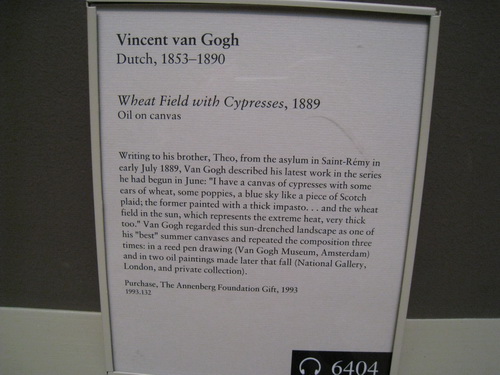 Vincent van Gogh
Dutch, 1853–1890
Wheat Field with Cypresses, 1889
Oil on canvas
Writing to his brother, Theo, from the asylum in Saint-Rémy in
early July 1889, Van Gogh described his latest work in the series
he had begun in June: "I have a canvas of cypresses with some
ears of wheat, some poppies, a blue sky like a piece of Scotch
plaid; the former painted with a thick impasto. . . and the wheat
field in the sun, which represents the extreme heat, very thick
too." Van Gogh regarded this sun-drenched landscape as one of
his "best" summer canvases and repeated the composition three
times: in a reed pen drawing (Van Gogh Museum, Amsterdam)
and in two oil paintings made later that fall (National Gallery,
London, and private collection).
Purchase, The Annenberg Foundation Gift, 1993
1993.132
6404